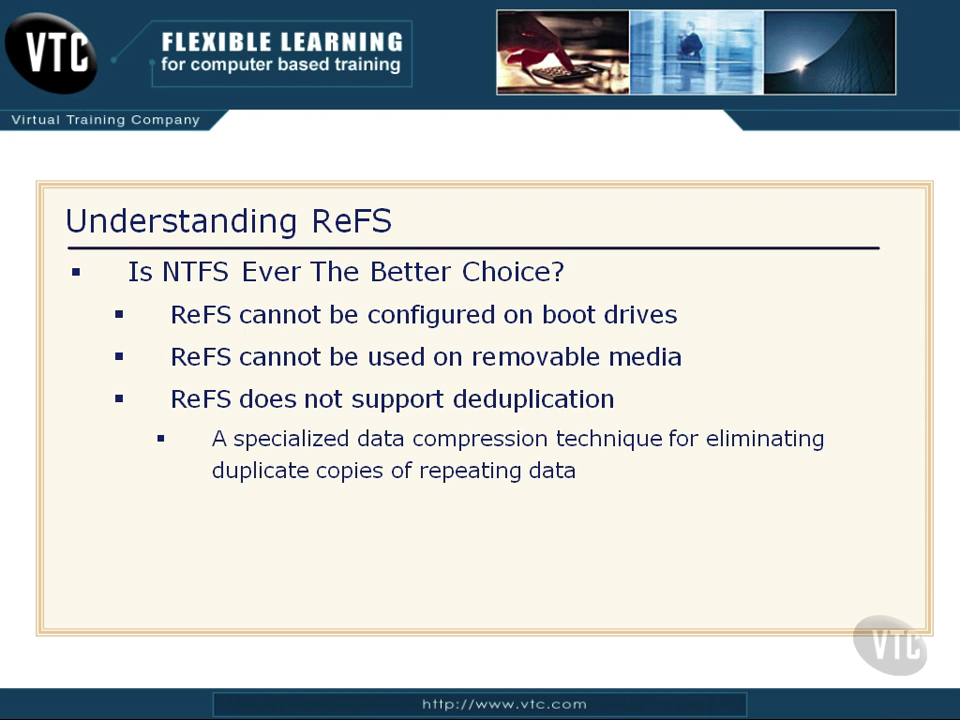 VTC
FLEXIBLE LEARNING
for computer based training
Virtual Training Company
Understanding ReFS
Is NTFS Ever The Better Choice?
ReFS cannot be configured on boot drives
ReFS cannot be used on removable media
ReFS does not support deduplication
A specialized data compression technique for eliminating
duplicate copies of repeating data
VTC
http://www.vtc.com